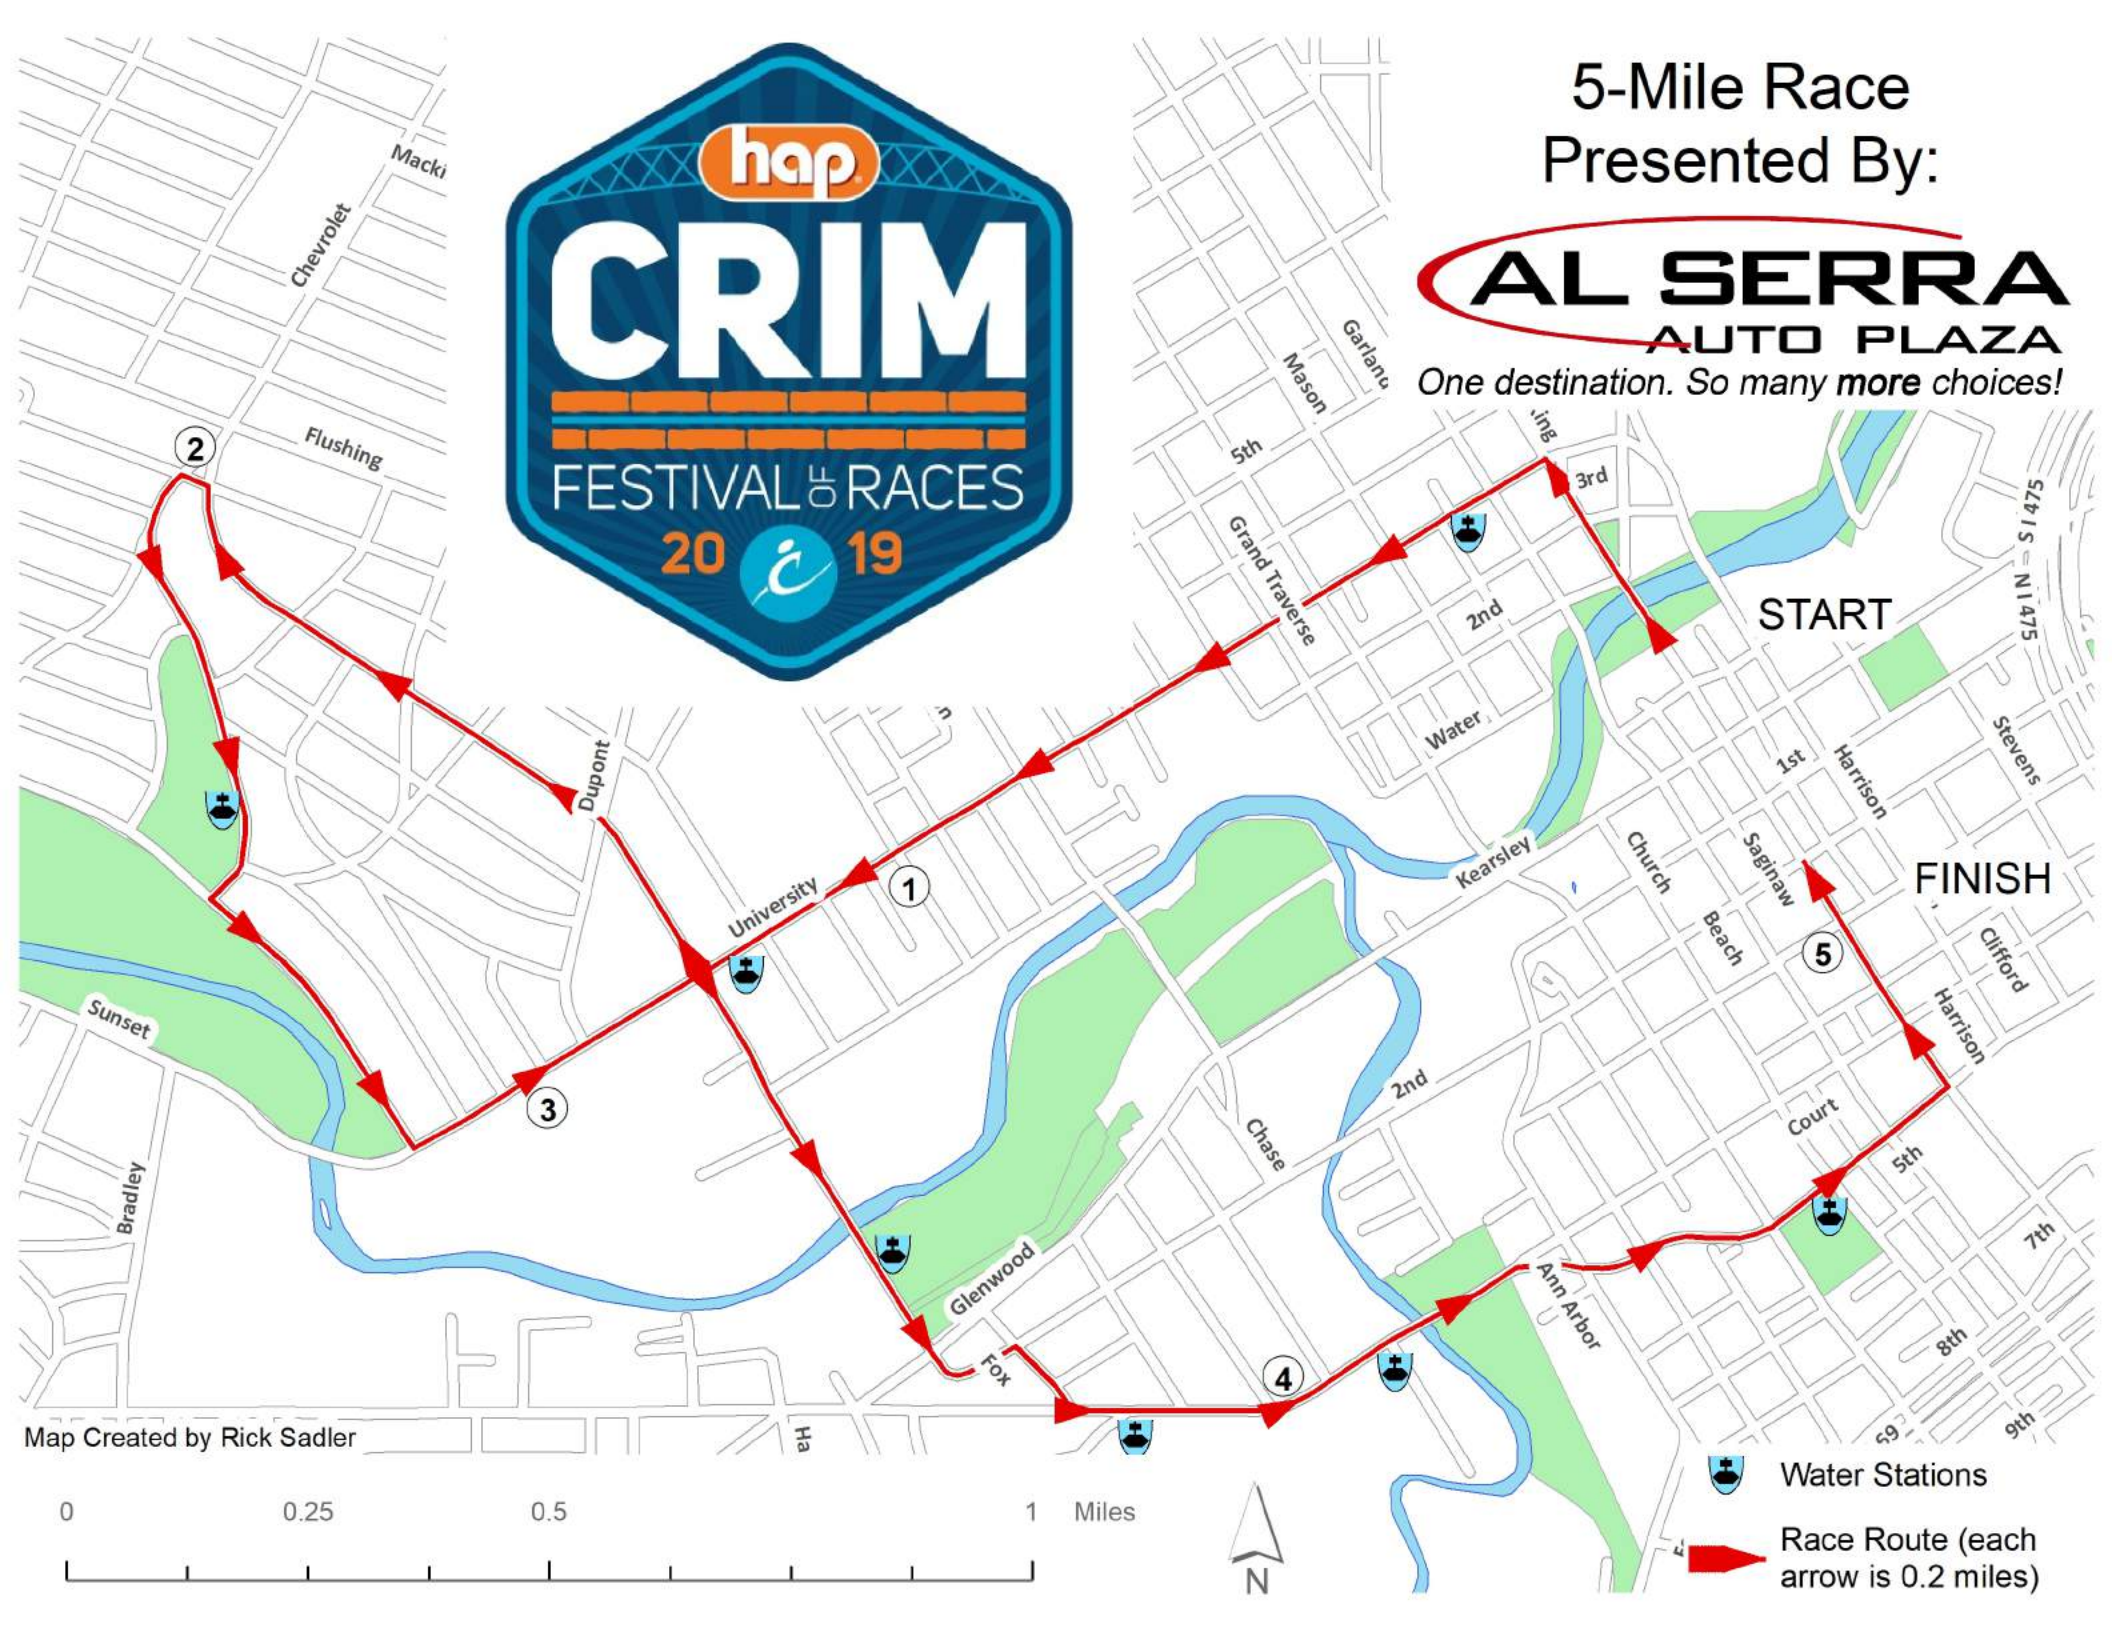 hap
CRIM
FESTIVAL OF RACES
20 19
5-Mile Race
Presented By:
AL SERRA
AUTO PLAZA
One destination. So many more choices!
Chevrolet
Flushing
2
Mason
5th
3rd
Grand Traverse
2nd
START
S I 475
N I 475
Dupont
Water
1st
Harrison
Stevens
University
1
Kearsley
Church
Saginaw
FINISH
Beach
5
Clifford
Harrison
Sunset
3
2nd
Chase
Court
5th
Bradley
Glenwood
Fox
Ann Arbor
7th
8th
4
9th
69
Map Created by Rick Sadler
0 0.25 0.5 1 Miles
N
Water Stations
Race Route (each
arrow is 0.2 miles)